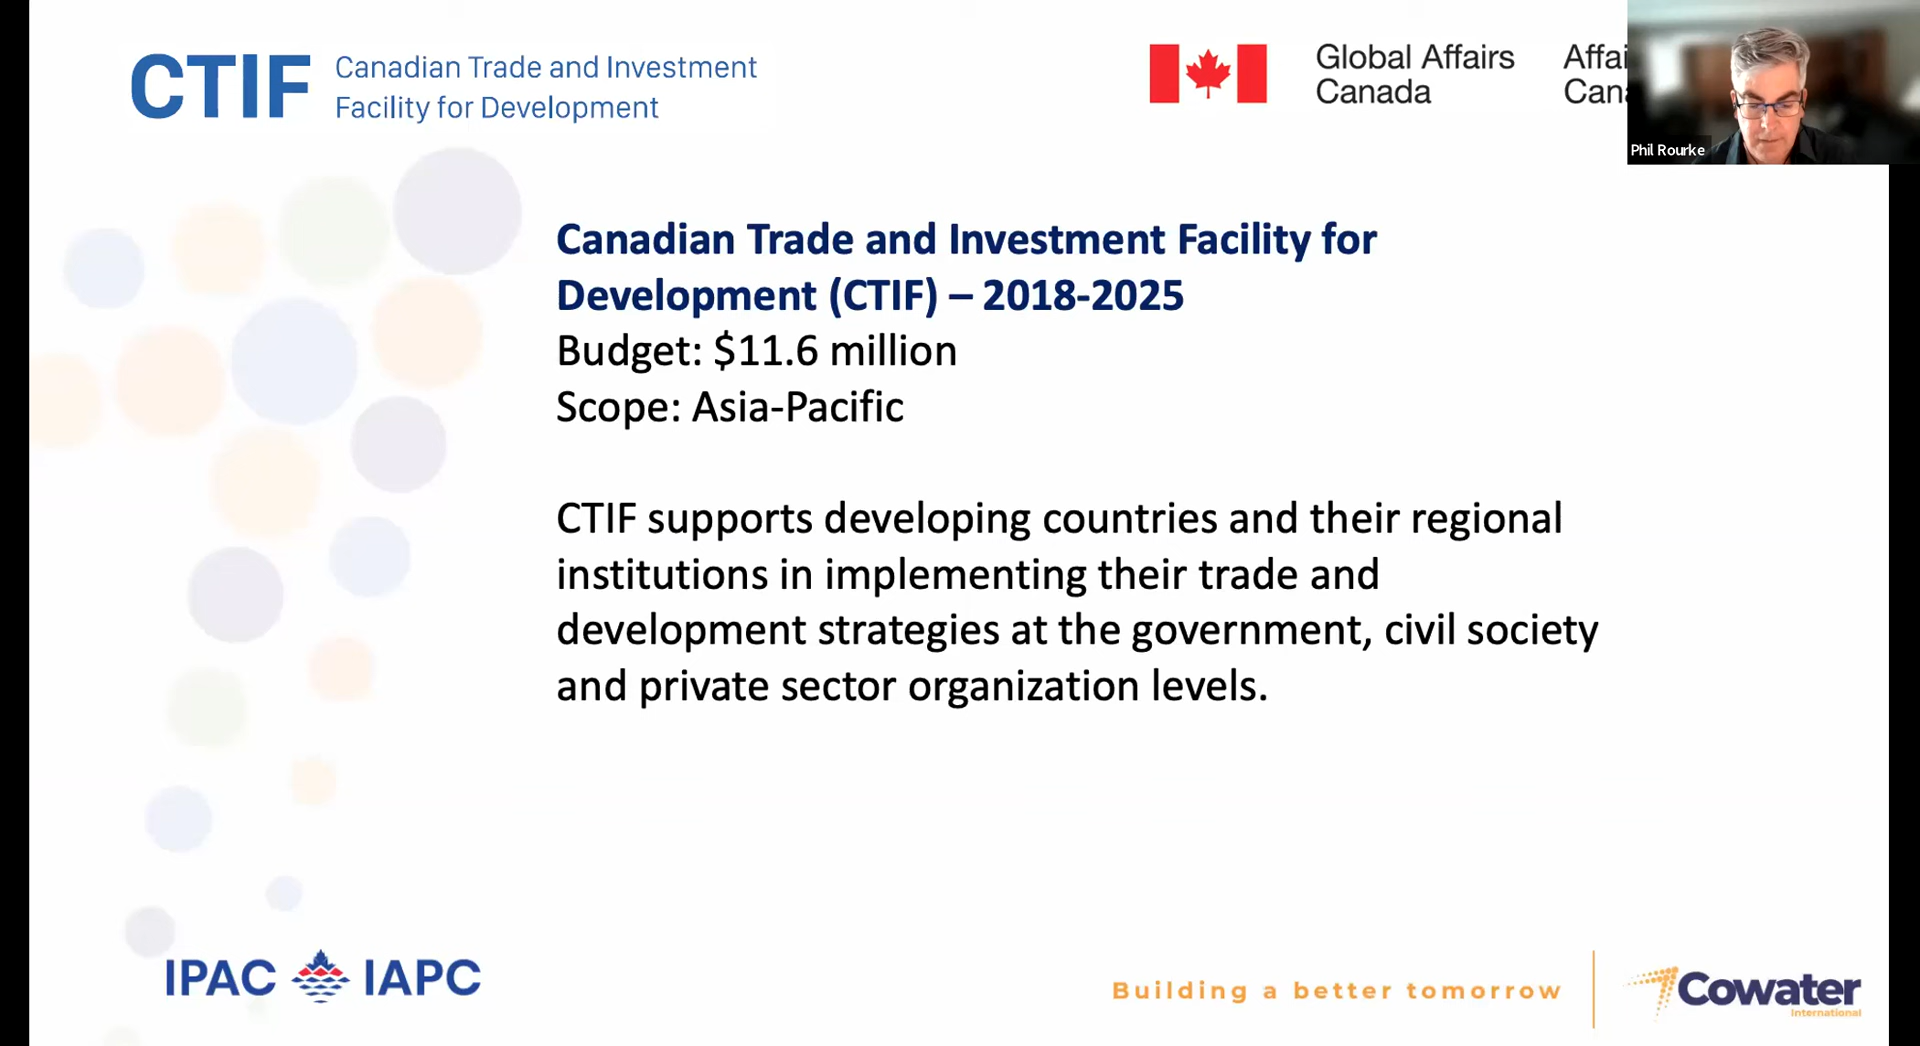 CTIF
Canadian Trade and Investment
Facility for Development
Global Affairs
Canada
Phil Rourke
Canadian Trade and Investment Facility for
Development (CTIF) – 2018-2025
Budget: $11.6 million
Scope: Asia-Pacific
CTIF supports developing countries and their regional
institutions in implementing their trade and
development strategies at the government, civil society
and private sector organization levels.
IPAC IAPC
Building a better tomorrow
Cowater
International